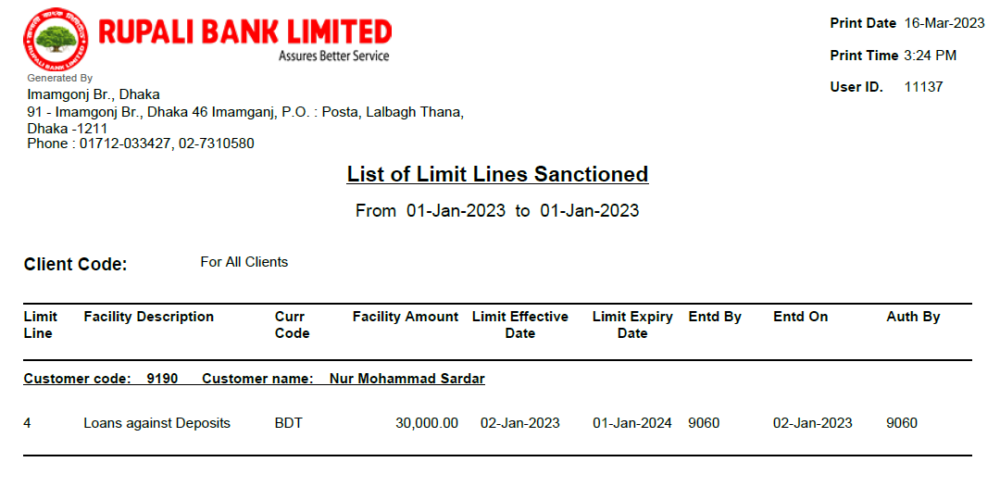 RUPALI BANK LIMITED
Assures Better Service
RUPALI BANK LIMITED
Print Date 16-Mar-2023
Print Time 3:24 PM
User ID. 11137
Generated By
Imamgonj Br., Dhaka
91 - Imamgonj Br., Dhaka 46 Imamganj, P.O. : Posta, Lalbagh Thana,
Dhaka -1211
Phone : 01712-033427, 02-7310580
List of Limit Lines Sanctioned
From 01-Jan-2023 to 01-Jan-2023
Client Code: For All Clients
Limit Line Facility Description Curr Code Facility Amount Limit Effective Date Limit Expiry Date Entd By Entd On Auth By
Customer code: 9190 Customer name: Nur Mohammad Sardar
4 Loans against Deposits BDT 30,000.00 02-Jan-2023 01-Jan-2024 9060 02-Jan-2023 9060